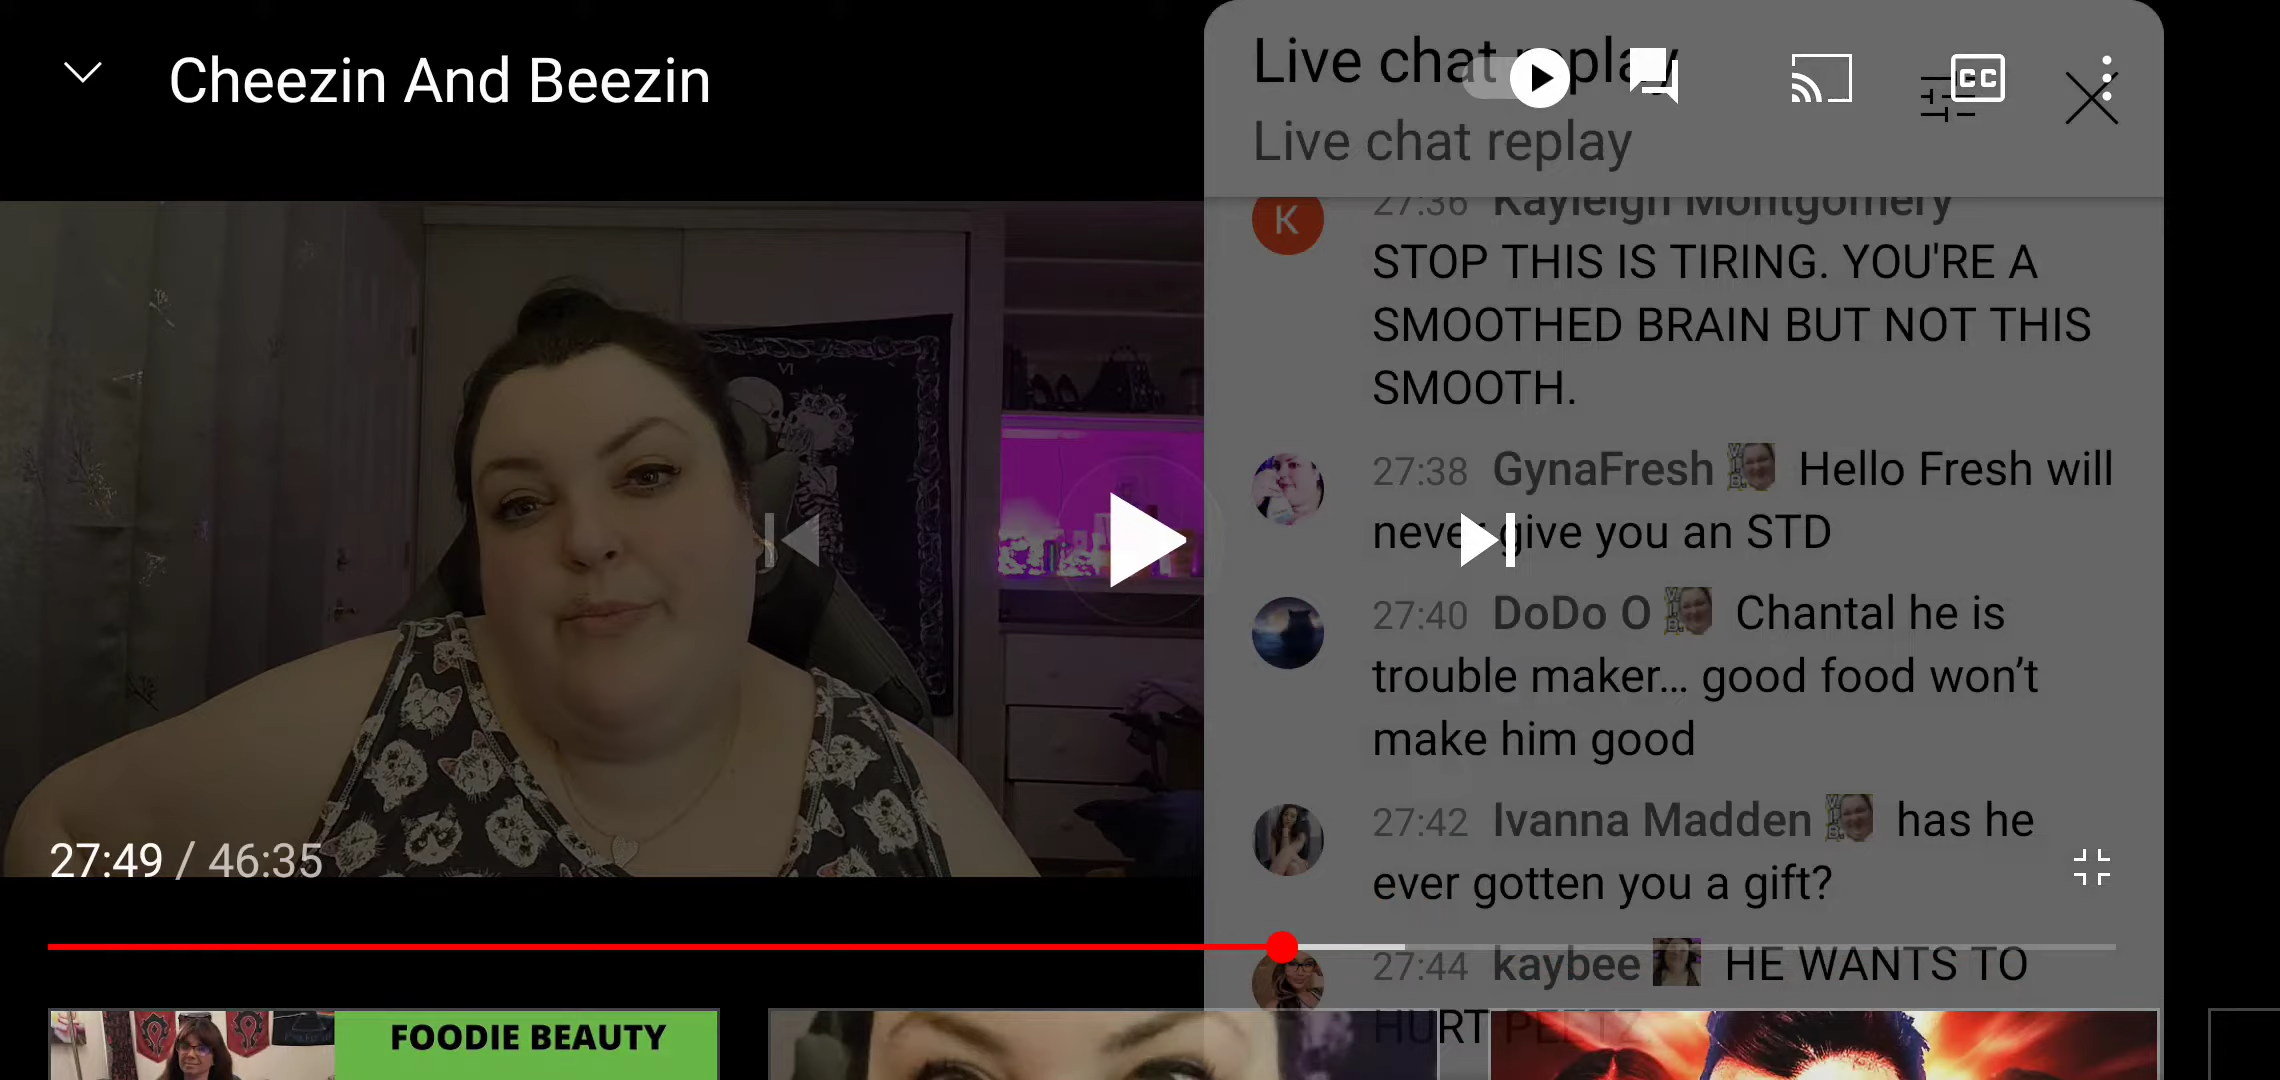 Cheezin And Beezin
Live chat replay
Live chat replay
CC
VI
K
27:36 Kayleigh Montgomery
STOP THIS IS TIRING. YOU'RE A
SMOOTHED BRAIN BUT NOT THIS
SMOOTH.
27:38 GynaFresh Hello Fresh will
never give you an STD
27:40 DoDo O Chantal he is
trouble maker... good food won't
make him good
27:42 Ivanna Madden has he
ever gotten you a gift?
27:44 kaybee HE WANTS TO
HURT PEETZ.
27:49 / 46:35
FOODIE BEAUTY